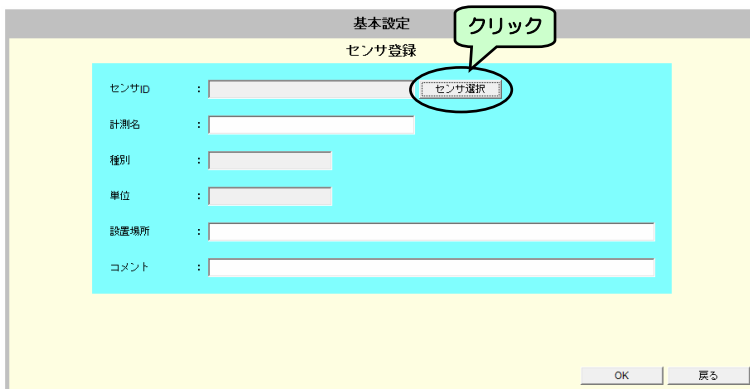 基本設定
クリック
センサ登録
センサID : センサ選択
計測名 :
種別 :
単位 :
設置場所 :
コメント :
OK 戻る